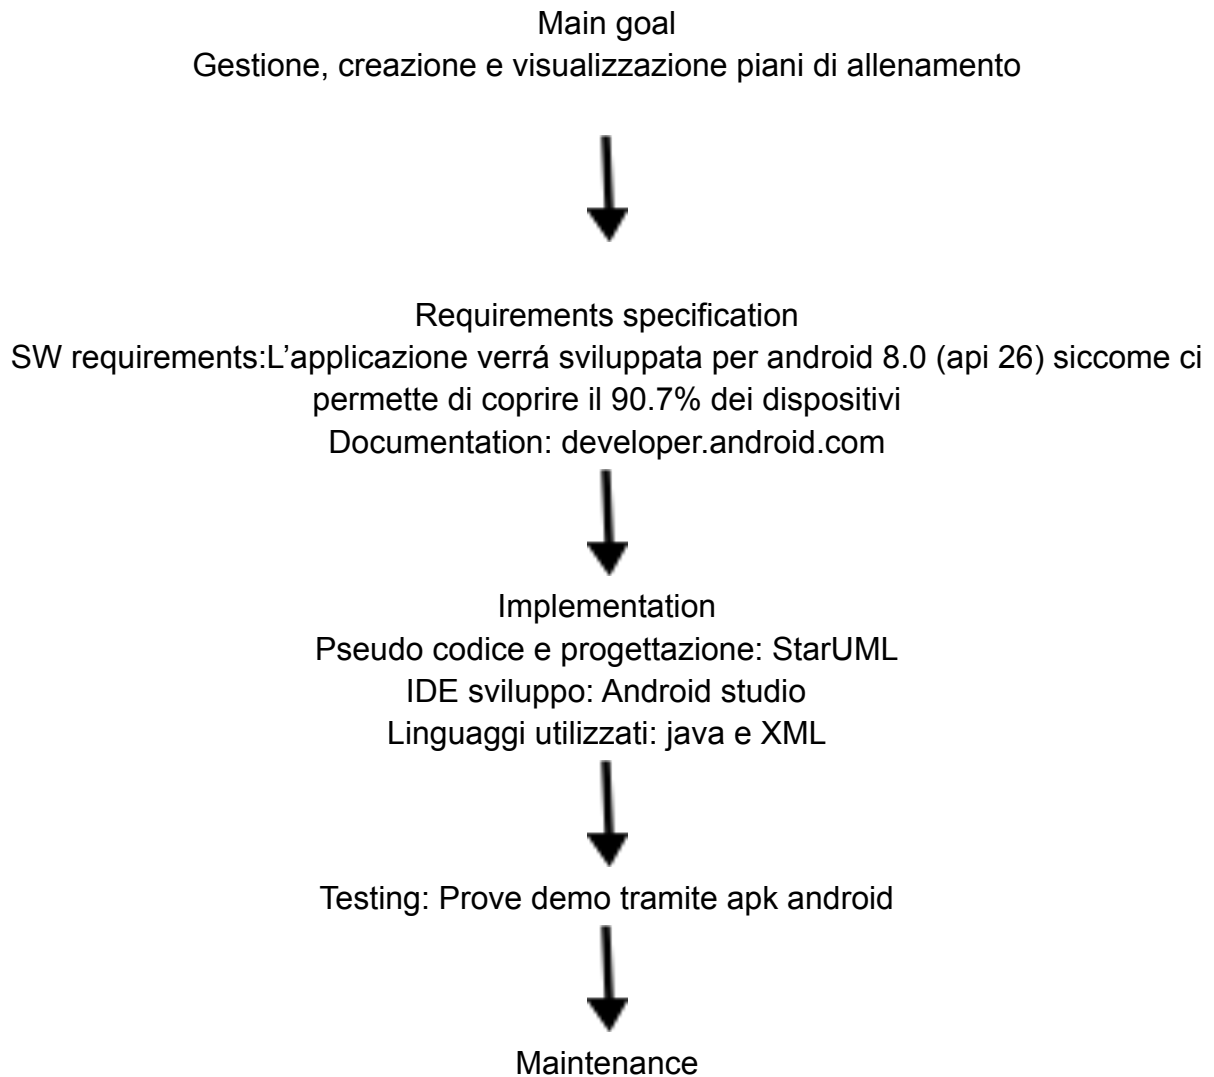 Main goal
Gestione, creazione e visualizzazione piani di allenamento
Requirements specification
SW requirements:L’applicazione verrá sviluppata per android 8.0 (api 26) siccome ci
permette di coprire il 90.7% dei dispositivi
Documentation: developer.android.com
Implementation
Pseudo codice e progettazione: StarUML
IDE sviluppo: Android studio
Linguaggi utilizzati: java e XML
Testing: Prove demo tramite apk android
Maintenance